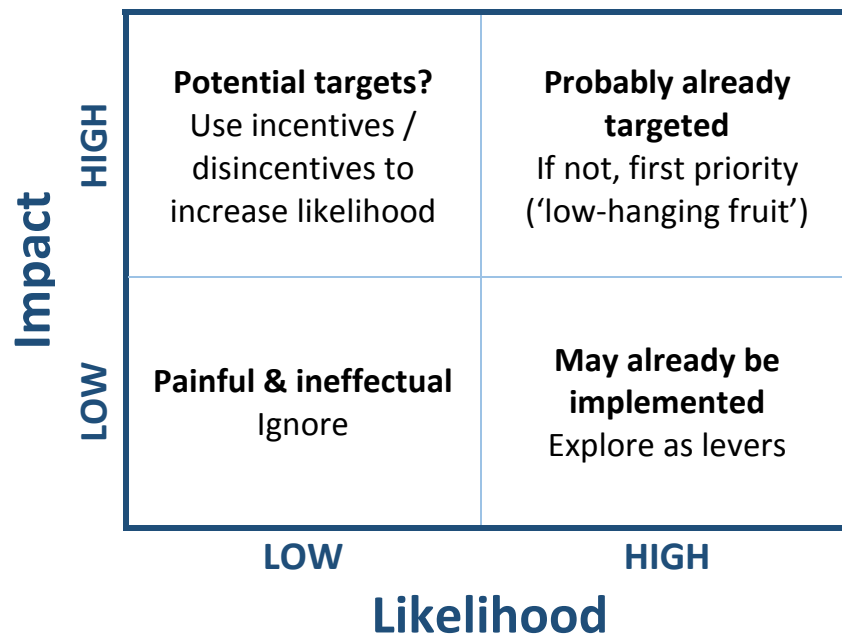 Impact
HIGH
Potential targets?
Use incentives /
disincentives to
increase likelihood
Probably already
targeted
If not, first priority
(‘low-hanging fruit’)
LOW
Painful & ineffectual
Ignore
May already be
implemented
Explore as levers
LOW
HIGH
Likelihood